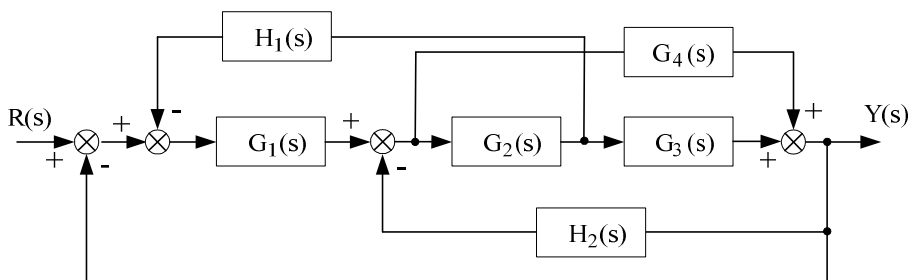 H₁(s)
G₄(s)
-
+
R(s)
+
+
-
G₁(s)
+
-
G₂(s)
G₃(s)
+
Y(s)
-
H₂(s)